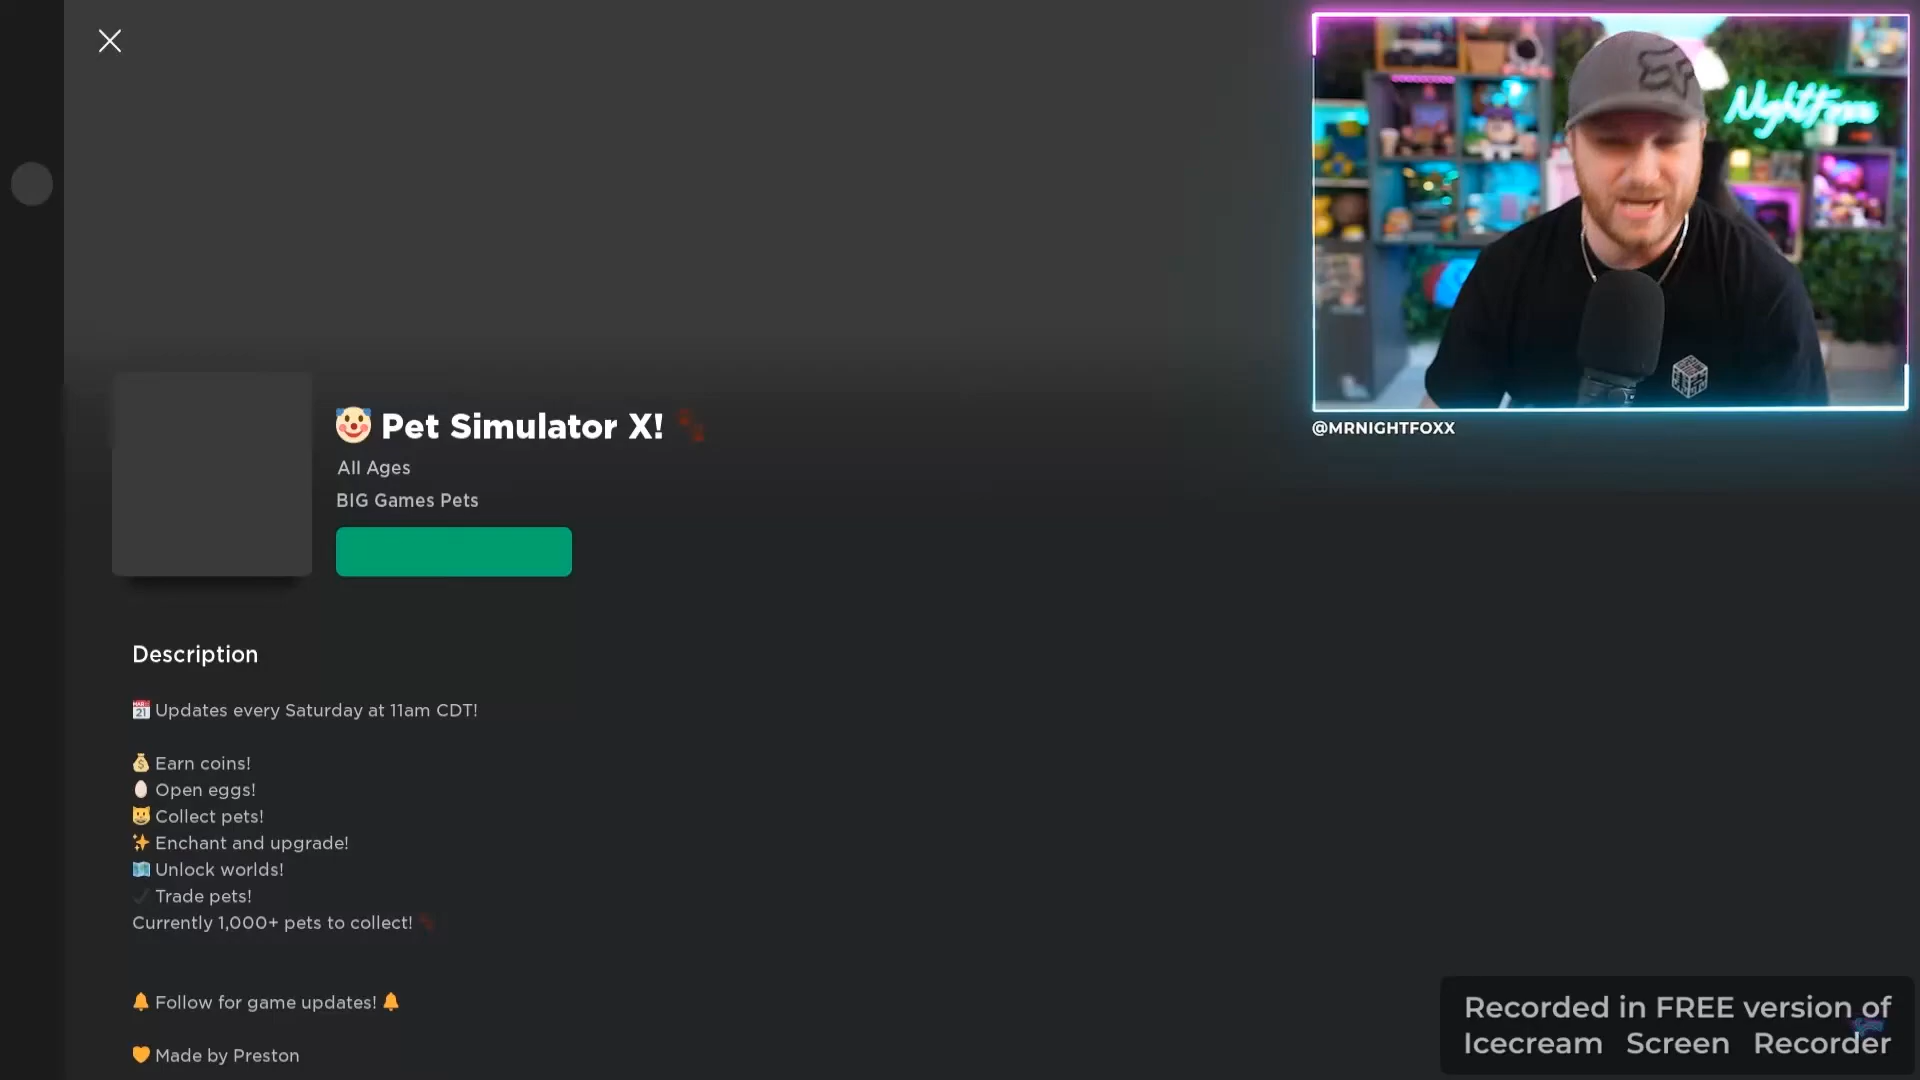 🤡 Pet Simulator X! 🐾
All Ages
BIG Games Pets
Description
📅 Updates every Saturday at 11am CDT!
💰 Earn coins!
🥚 Open eggs!
😺 Collect pets!
✨ Enchant and upgrade!
🗺️ Unlock worlds!
✔️ Trade pets!
Currently 1,000+ pets to collect! 🐾
🔔 Follow for game updates! 🔔
🧡 Made by Preston
NightFoxx
@MRNIGHTFOXX
Recorded in FREE version of
Icecream Screen Recorder